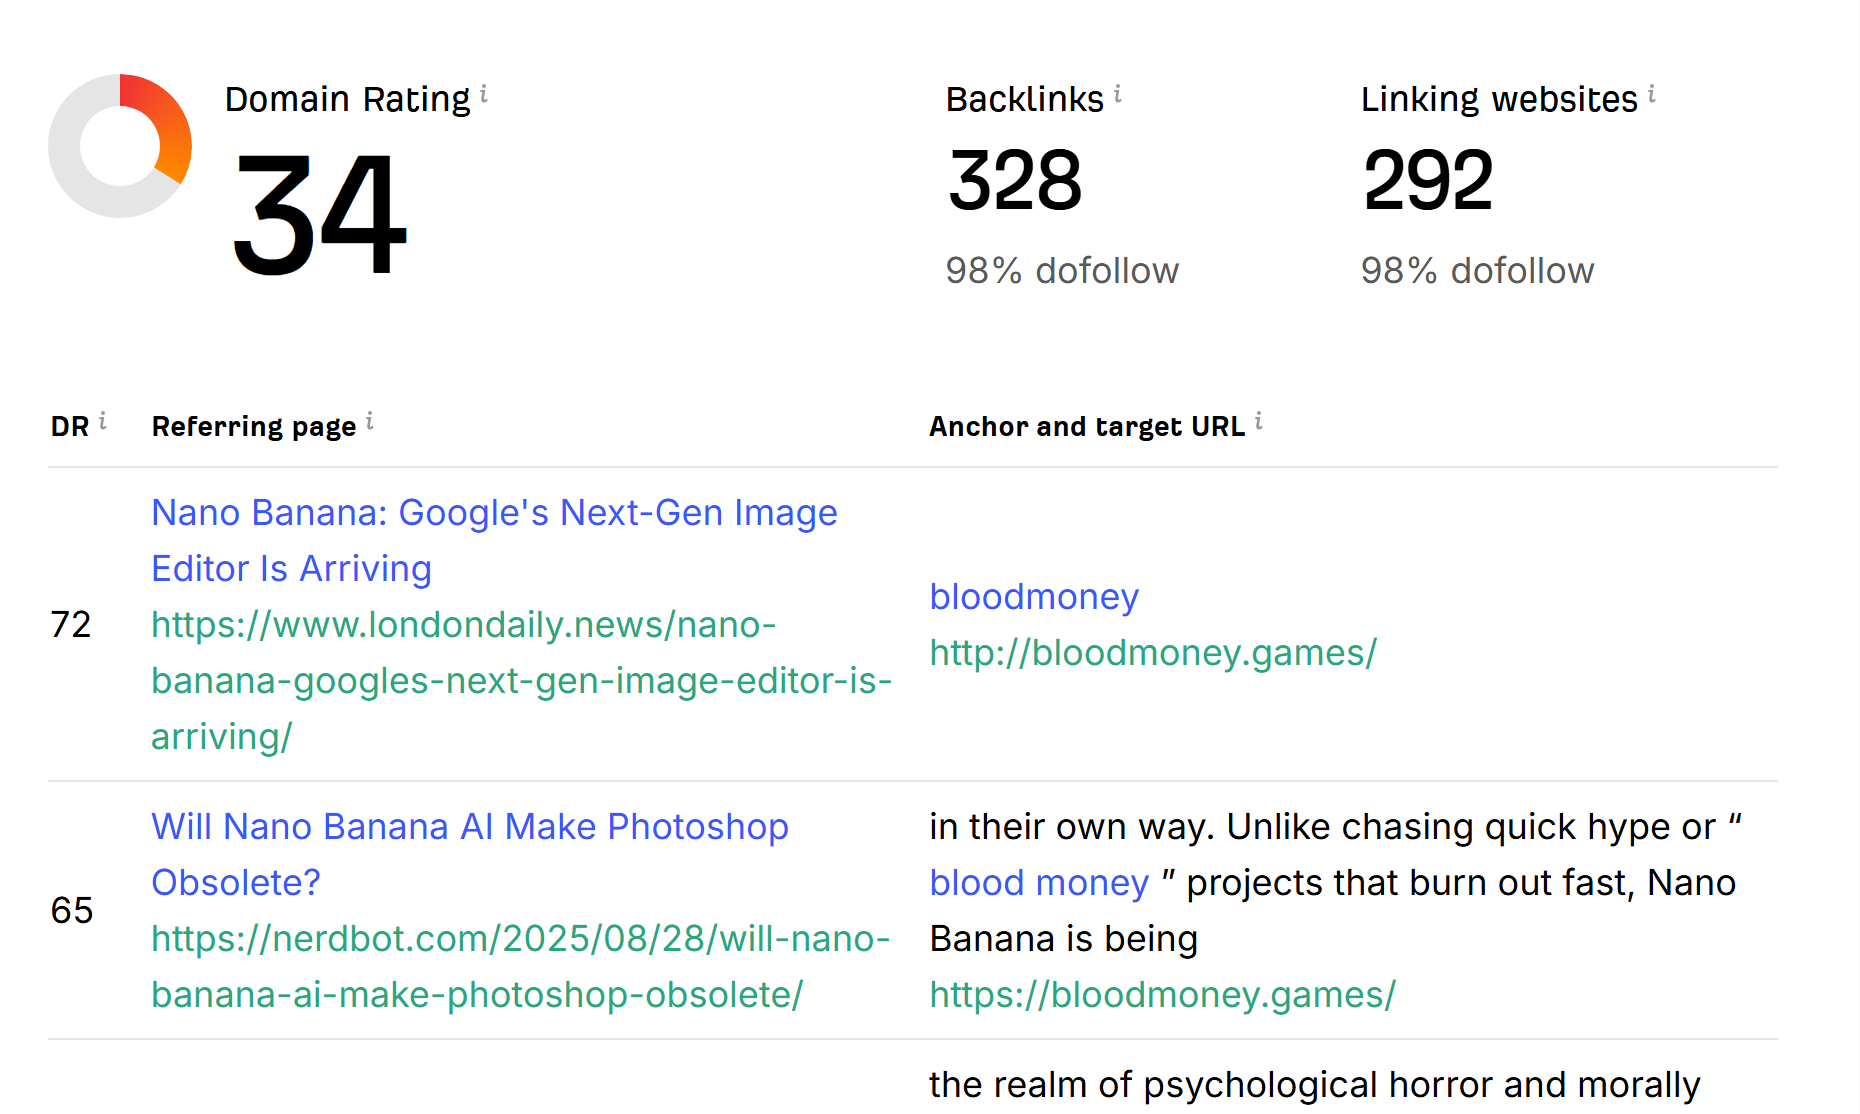 Domain Rating i
34
Backlinks i
328
98% dofollow
Linking websites i
292
98% dofollow
DR i
Referring page i
Anchor and target URL i
72
Nano Banana: Google's Next-Gen Image
Editor Is Arriving
https://www.londondaily.news/nano-
banana-googles-next-gen-image-editor-is-
arriving/
bloodmoney
http://bloodmoney.games/
65
Will Nano Banana AI Make Photoshop
Obsolete?
https://nerdbot.com/2025/08/28/will-nano-
banana-ai-make-photoshop-obsolete/
in their own way. Unlike chasing quick hype or “
blood money ” projects that burn out fast, Nano
Banana is being
https://bloodmoney.games/
the realm of psychological horror and morally